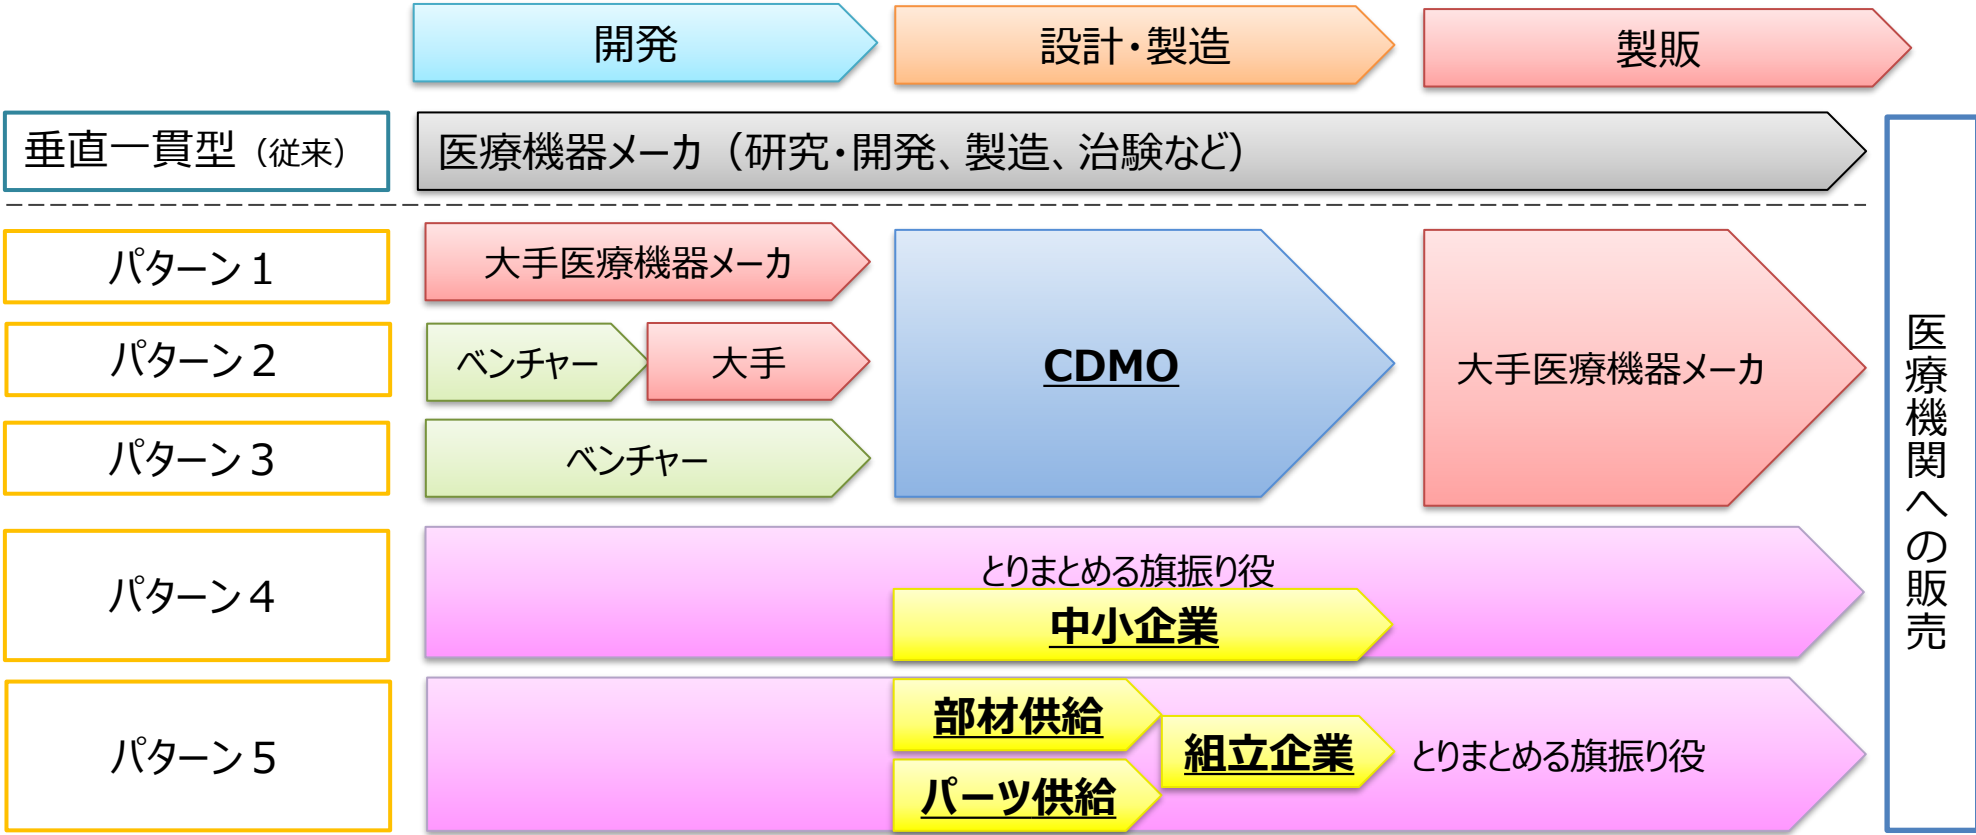 開発
設計・製造
製販
垂直一貫型（従来）
医療機器メーカ（研究・開発、製造、治験など）
パターン１
大手医療機器メーカ
パターン２
ベンチャー
大手
CDMO
大手医療機器メーカ
パターン３
ベンチャー
パターン４
とりまとめる旗振り役
中小企業
パターン５
部材供給
パーツ供給
組立企業
とりまとめる旗振り役
医療機関への販売